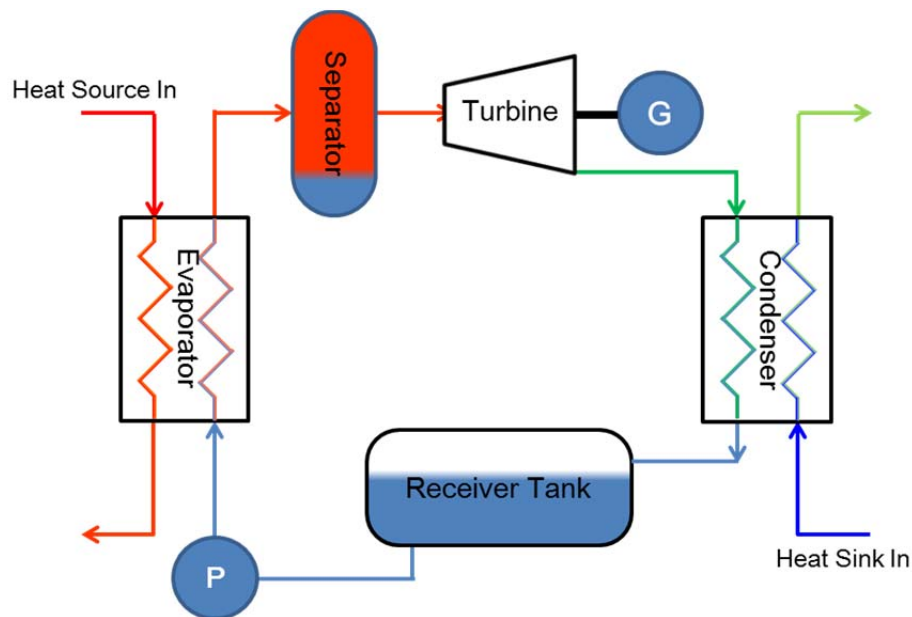 Heat Source In
Separator
Turbine
G
Evaporator
Condenser
Receiver Tank
P
Heat Sink In